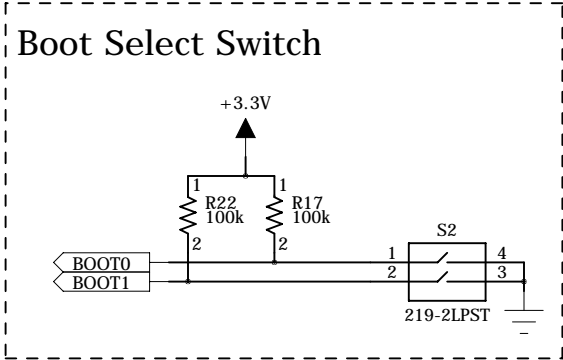 Boot Select Switch
+3.3V
1 1
R22 R17
100k 100k
2 2
S2
BOOT0 1 4
BOOT1 2 3
219-2LPST